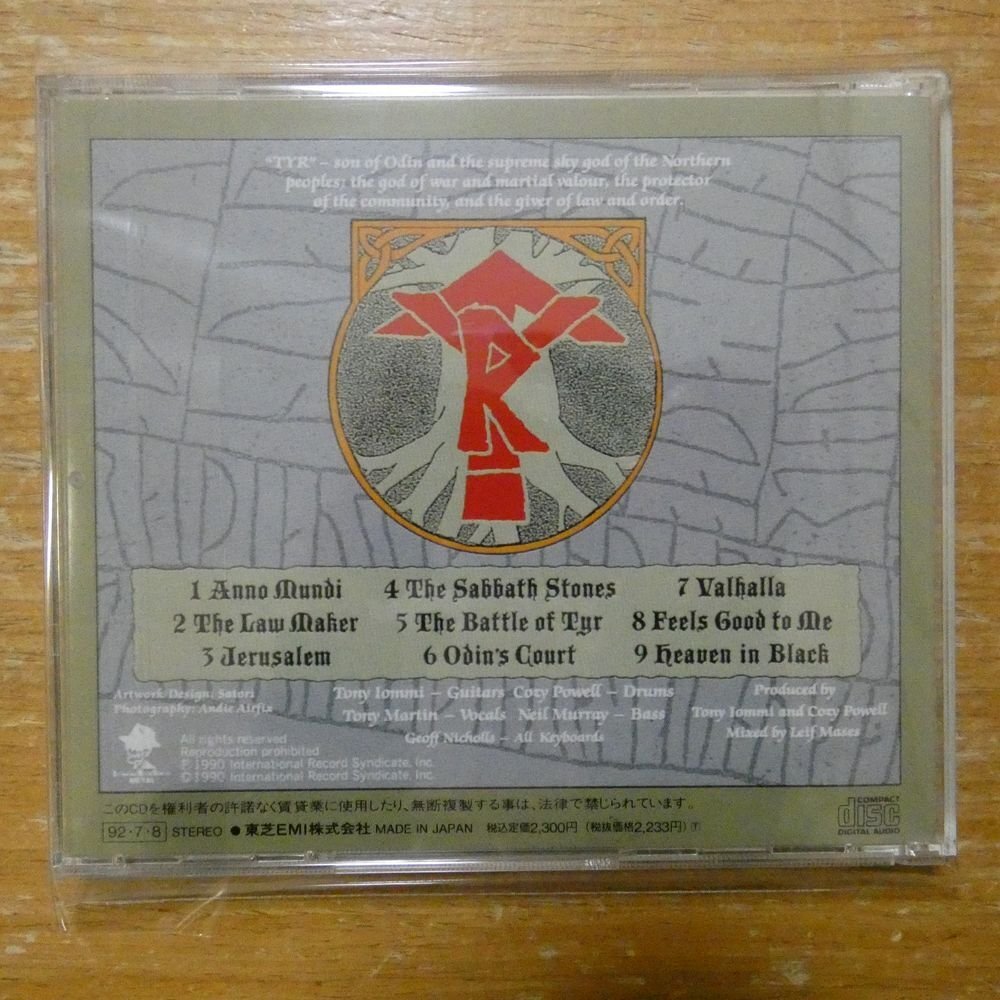 "TYR" – son of Odin and the supreme sky god of the Northern
peoples; the god of war and martial valour, the protector
of the community, and the giver of law and order.
TYR
1 Anno Mundi
2 The Law Maker
3 Jerusalem
4 The Sabbath Stones
5 The Battle of Tyr
6 Odin's Court
7 Valhalla
8 Feels Good to Me
9 Heaven in Black
Artwork Design: Satori
Photography: Andie Airfix
Tony Iommi – Guitars Cozy Powell – Drums
Tony Martin – Vocals Neil Murray – Bass
Geoff Nicholls – All Keyboards
Produced by
Tony Iommi and Cozy Powell
Mixed by Leif Mases
All rights reserved
Reproduction prohibited
℗ 1990 International Record Syndicate, Inc.
© 1990 International Record Syndicate, Inc.
このCDを権利者の許諾なく賃貸業に使用したり、無断複製する事は、法律で禁じられています。
92・7・8 STEREO ● 東芝EMI株式会社 MADE IN JAPAN 税込定価2,300円 (税抜価格2,233円) Ⓣ
COMPACT
disc
DIGITAL AUDIO